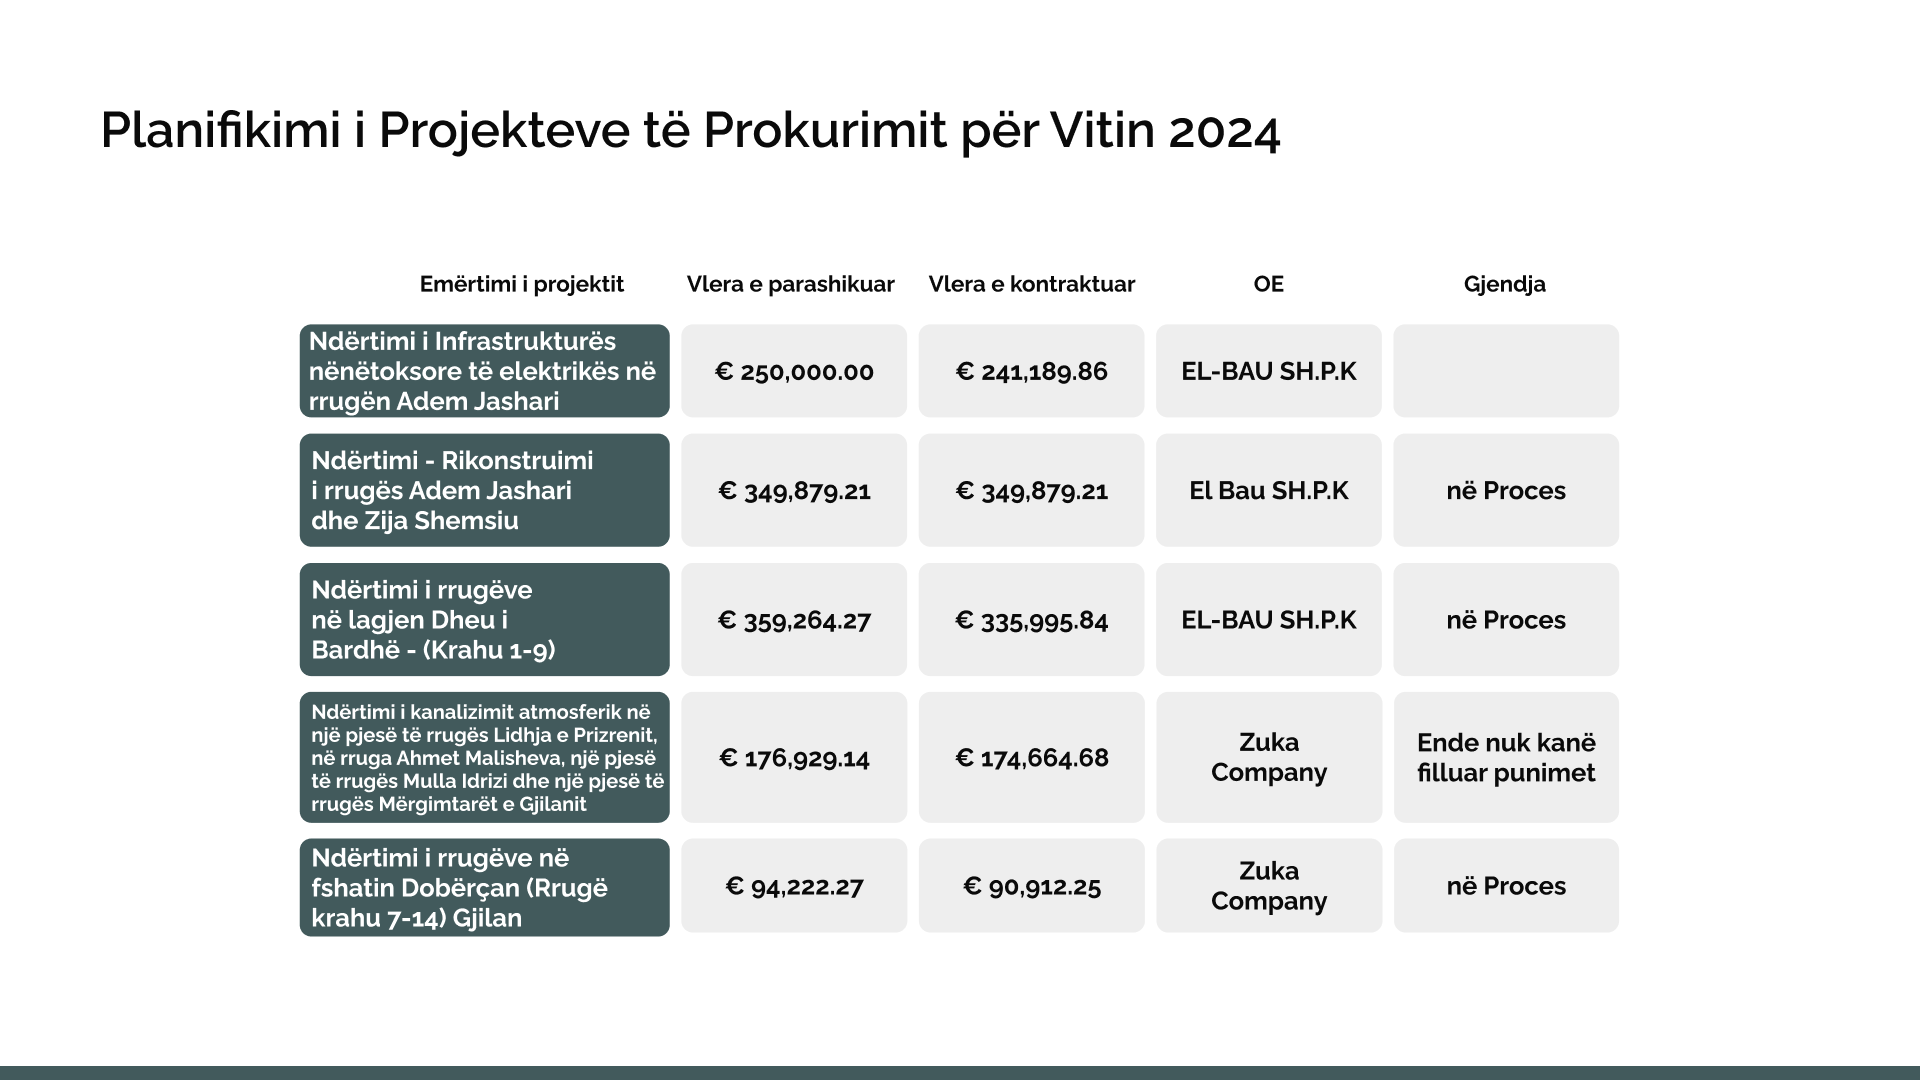 Planifikimi i Projekteve të Prokurimit për Vitin 2024
Emërtimi i projektit
Vlera e parashikuar
Vlera e kontraktuar
OE
Gjendja
Ndërtimi i Infrastrukturës
nënëtoksore të elektrikës në
rrugën Adem Jashari
€ 250,000.00
€ 241,189.86
EL-BAU SH.P.K
Ndërtimi - Rikonstruimi
i rrugës Adem Jashari
dhe Zija Shemsiu
€ 349,879.21
€ 349,879.21
El Bau SH.P.K
në Proces
Ndërtimi i rrugëve
në lagjen Dheu i
Bardhë - (Krahu 1-9)
€ 359,264.27
€ 335,995.84
EL-BAU SH.P.K
në Proces
Ndërtimi i kanalizimit atmosferik në
një pjesë të rrugës Lidhja e Prizrenit,
në rruga Ahmet Malisheva, një pjesë
të rrugës Mulla Idrizi dhe një pjesë të
rrugës Mërgimtarët e Gjilanit
€ 176,929.14
€ 174,664.68
Zuka
Company
Ende nuk kanë
filluar punimet
Ndërtimi i rrugëve në
fshatin Dobërçan (Rrugë
krahu 7-14) Gjilan
€ 94,222.27
€ 90,912.25
Zuka
Company
në Proces